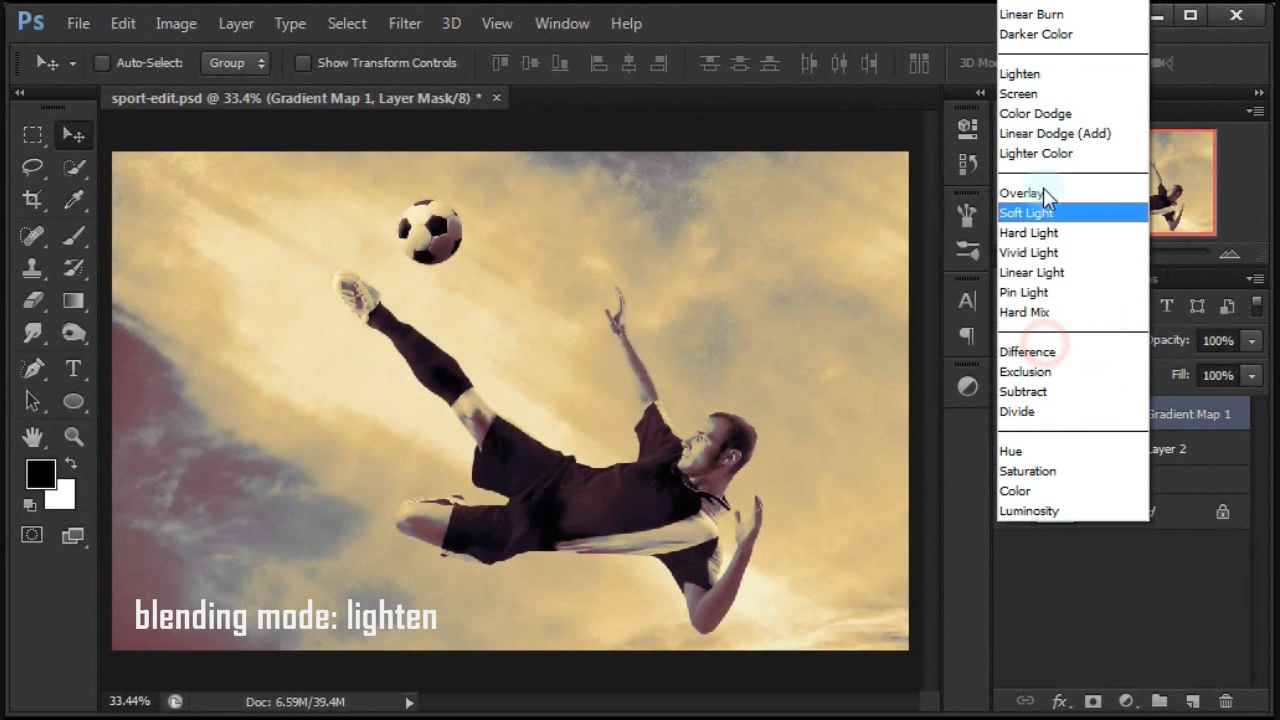 Ps File Edit Image Layer Type Select Filter 3D View Window Help
Auto-Select: Group Show Transform Controls 3D Mo
sport-edit.psd @ 33.4% (Gradient Map 1, Layer Mask/8) * ×
Linear Burn
Darker Color
Lighten
Screen
Color Dodge
Linear Dodge (Add)
Lighter Color
Overlay
Soft Light
Hard Light
Vivid Light
Linear Light
Pin Light
Hard Mix
Difference
Exclusion
Subtract
Divide
Hue
Saturation
Color
Luminosity
Opacity: 100%
Fill: 100%
Gradient Map 1
Layer 2
blending mode: lighten
33.44% Doc: 6.59M/39.4M
fx